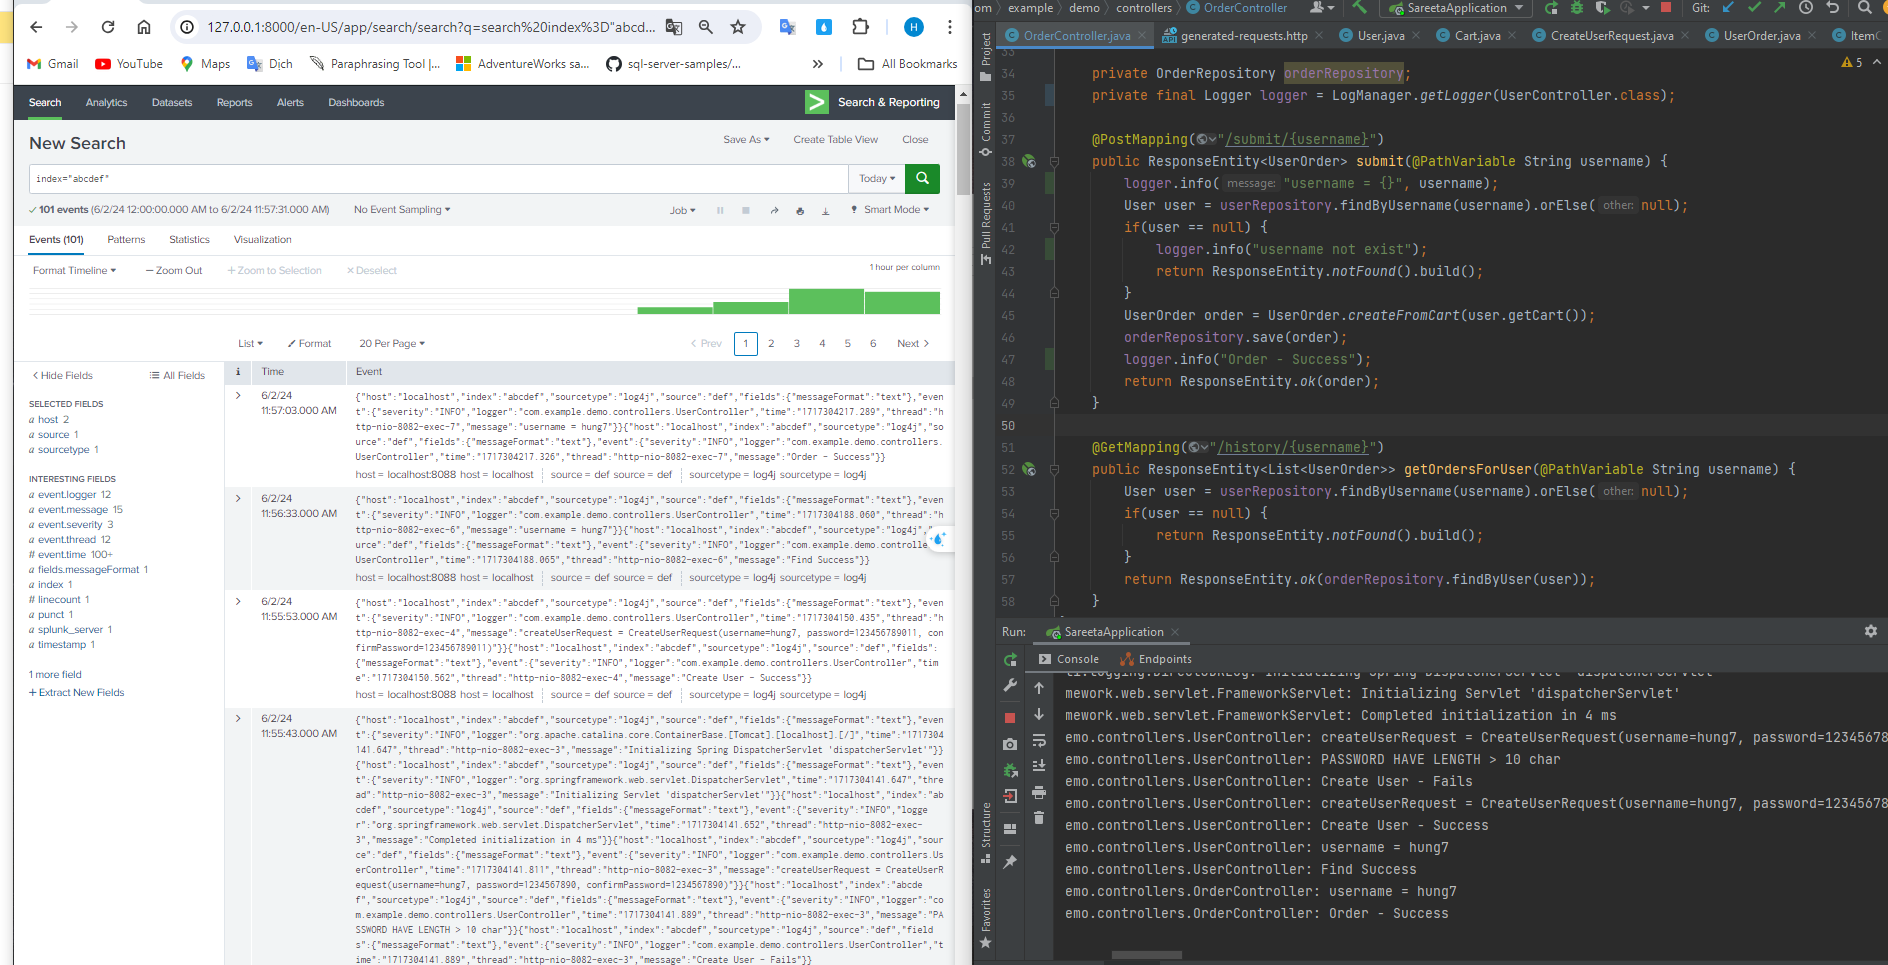 127.0.0.1:8000/en-US/app/search/search?q=search%20index%3D"abcd...
H
Gmail YouTube Maps Dịch Paraphrasing Tool |... AdventureWorks sa... sql-server-samples/... » All Bookmarks
Search Analytics Datasets Reports Alerts Dashboards > Search & Reporting
New Search Save As Create Table View Close
index="abcdef" Today
101 events (6/2/24 12:00:00.000 AM to 6/2/24 11:57:31.000 AM) No Event Sampling Job Smart Mode
Events (101) Patterns Statistics Visualization
Format Timeline — Zoom Out + Zoom to Selection × Deselect 1 hour per column
List Format 20 Per Page < Prev 1 2 3 4 5 6 Next >
< Hide Fields All Fields
SELECTED FIELDS
a host 2
a source 1
a sourcetype 1
INTERESTING FIELDS
a event.logger 12
a event.message 15
a event.severity 3
a event.thread 12
# event.time 100+
a fields.messageFormat 1
a index 1
# linecount 1
a punct 1
a splunk_server 1
a timestamp 1
1 more field
+ Extract New Fields
i Time Event
> 6/2/24
11:57:03.000 AM
{"host":"localhost","index":"abcdef","sourcetype":"log4j","source":"def","fields":{"messageFormat":"text"},"even
t":{"severity":"INFO","logger":"com.example.demo.controllers.UserController","time":"1717304217.289","thread":"h
ttp-nio-8082-exec-7","message":"username = hung7"}}{"host":"localhost","index":"abcdef","sourcetype":"log4j","so
urce":"def","fields":{"messageFormat":"text"},"event":{"severity":"INFO","logger":"com.example.demo.controllers.
UserController","time":"1717304217.326","thread":"http-nio-8082-exec-7","message":"Order - Success"}}
host = localhost:8088 host = localhost source = def source = def sourcetype = log4j sourcetype = log4j
> 6/2/24
11:56:33.000 AM
{"host":"localhost","index":"abcdef","sourcetype":"log4j","source":"def","fields":{"messageFormat":"text"},"even
t":{"severity":"INFO","logger":"com.example.demo.controllers.UserController","time":"1717304188.060","thread":"h
ttp-nio-8082-exec-6","message":"username = hung7"}}{"host":"localhost","index":"abcdef","sourcetype":"log4j","
ource":"def","fields":{"messageFormat":"text"},"event":{"severity":"INFO","logger":"com.example.demo.controlle
UserController","time":"1717304188.065","thread":"http-nio-8082-exec-6","message":"Find Success"}}
host = localhost:8088 host = localhost source = def source = def sourcetype = log4j sourcetype = log4j
> 6/2/24
11:55:53.000 AM
{"host":"localhost","index":"abcdef","sourcetype":"log4j","source":"def","fields":{"messageFormat":"text"},"even
t":{"severity":"INFO","logger":"com.example.demo.controllers.UserController","time":"1717304150.435","thread":"h
ttp-nio-8082-exec-4","message":"createUserRequest = CreateUserRequest(username=hung7, password=123456789011, con
firmPassword=123456789011)"}}{"host":"localhost","index":"abcdef","sourcetype":"log4j","source":"def","fields":
{"messageFormat":"text"},"event":{"severity":"INFO","logger":"com.example.demo.controllers.UserController","tim
e":"1717304150.562","thread":"http-nio-8082-exec-4","message":"Create User - Success"}}
host = localhost:8088 host = localhost source = def source = def sourcetype = log4j sourcetype = log4j
> 6/2/24
11:55:43.000 AM
{"host":"localhost","index":"abcdef","sourcetype":"log4j","source":"def","fields":{"messageFormat":"text"},"even
t":{"severity":"INFO","logger":"org.apache.catalina.core.ContainerBase.[Tomcat].[localhost].[/]","time":"1717304
141.647","thread":"http-nio-8082-exec-3","message":"Initializing Spring DispatcherServlet 'dispatcherServlet'"}}
{"host":"localhost","index":"abcdef","sourcetype":"log4j","source":"def","fields":{"messageFormat":"text"},"even
t":{"severity":"INFO","logger":"org.springframework.web.servlet.DispatcherServlet","time":"1717304141.647","thre
ad":"http-nio-8082-exec-3","message":"Initializing Servlet 'dispatcherServlet'"}}{"host":"localhost","index":"ab
cdef","sourcetype":"log4j","source":"def","fields":{"messageFormat":"text"},"event":{"severity":"INFO","logge
r":"org.springframework.web.servlet.DispatcherServlet","time":"1717304141.652","thread":"http-nio-8082-exec-
3","message":"Completed initialization in 4 ms"}}{"host":"localhost","index":"abcdef","sourcetype":"log4j","sour
ce":"def","fields":{"messageFormat":"text"},"event":{"severity":"INFO","logger":"com.example.demo.controllers.Us
erController","time":"1717304141.811","thread":"http-nio-8082-exec-3","message":"createUserRequest = CreateUserR
equest(username=hung7, password=1234567890, confirmPassword=1234567890)"}}{"host":"localhost","index":"abcde
f","sourcetype":"log4j","source":"def","fields":{"messageFormat":"text"},"event":{"severity":"INFO","logger":"co
m.example.demo.controllers.UserController","time":"1717304141.889","thread":"http-nio-8082-exec-3","message":"PA
SSWORD HAVE LENGTH > 10 char"}}{"host":"localhost","index":"abcdef","sourcetype":"log4j","source":"def","field
s":{"messageFormat":"text"},"event":{"severity":"INFO","logger":"com.example.demo.controllers.UserController","t
ime":"1717304141.889","thread":"http-nio-8082-exec-3","message":"Create User - Fails"}}
om example demo controllers OrderController SareetaApplication Git:
OrderController.java generated-requests.http User.java Cart.java CreateUserRequest.java UserOrder.java ItemC
Project
Commit
Pull Requests
5
33
34 private OrderRepository orderRepository;
35 private final Logger logger = LogManager.getLogger(UserController.class);
36
37 @PostMapping("/submit/{username}")
38 public ResponseEntity<UserOrder> submit(@PathVariable String username) {
39 logger.info( message: "username = {}", username);
40 User user = userRepository.findByUsername(username).orElse( other: null);
41 if(user == null) {
42 logger.info("username not exist");
43 return ResponseEntity.notFound().build();
44 }
45 UserOrder order = UserOrder.createFromCart(user.getCart());
46 orderRepository.save(order);
47 logger.info("Order - Success");
48 return ResponseEntity.ok(order);
49 }
50
51 @GetMapping("/history/{username}")
52 public ResponseEntity<List<UserOrder>> getOrdersForUser(@PathVariable String username) {
53 User user = userRepository.findByUsername(username).orElse( other: null);
54 if(user == null) {
55 return ResponseEntity.notFound().build();
56 }
57 return ResponseEntity.ok(orderRepository.findByUser(user));
58 }
Run: SareetaApplication
Console Endpoints
Structure
Favorites
mework.web.servlet.FrameworkServlet: Initializing Servlet 'dispatcherServlet'
mework.web.servlet.FrameworkServlet: Completed initialization in 4 ms
emo.controllers.UserController: createUserRequest = CreateUserRequest(username=hung7, password=12345678
emo.controllers.UserController: PASSWORD HAVE LENGTH > 10 char
emo.controllers.UserController: Create User - Fails
emo.controllers.UserController: createUserRequest = CreateUserRequest(username=hung7, password=12345678
emo.controllers.UserController: Create User - Success
emo.controllers.UserController: username = hung7
emo.controllers.UserController: Find Success
emo.controllers.OrderController: username = hung7
emo.controllers.OrderController: Order - Success